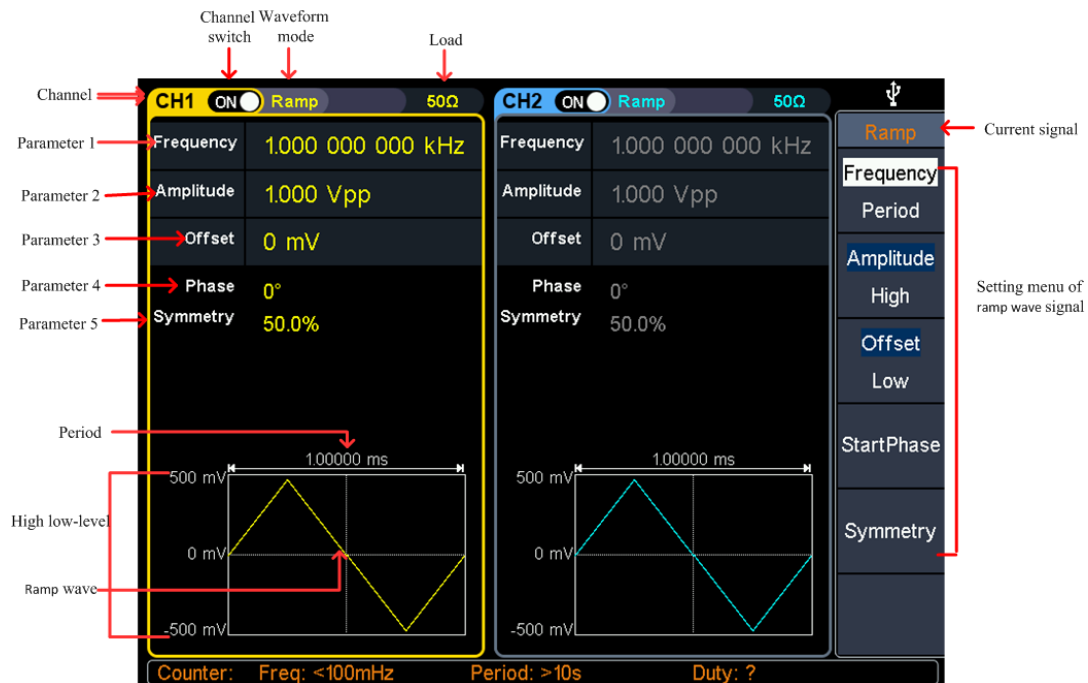 Channel switch
Waveform mode
Load
Channel
Parameter 1
Parameter 2
Parameter 3
Parameter 4
Parameter 5
Period
High low-level
Ramp wave
CH1 ON Ramp 50Ω
Frequency 1.000 000 000 kHz
Amplitude 1.000 Vpp
Offset 0 mV
Phase 0°
Symmetry 50.0%
1.00000 ms
500 mV
0 mV
-500 mV
CH2 ON Ramp 50Ω
Frequency 1.000 000 000 kHz
Amplitude 1.000 Vpp
Offset 0 mV
Phase 0°
Symmetry 50.0%
1.00000 ms
500 mV
0 mV
-500 mV
Ramp
Frequency
Period
Amplitude
High
Offset
Low
StartPhase
Symmetry
Current signal
Setting menu of
ramp wave signal
Counter: Freq: <100mHz Period: >10s Duty: ?